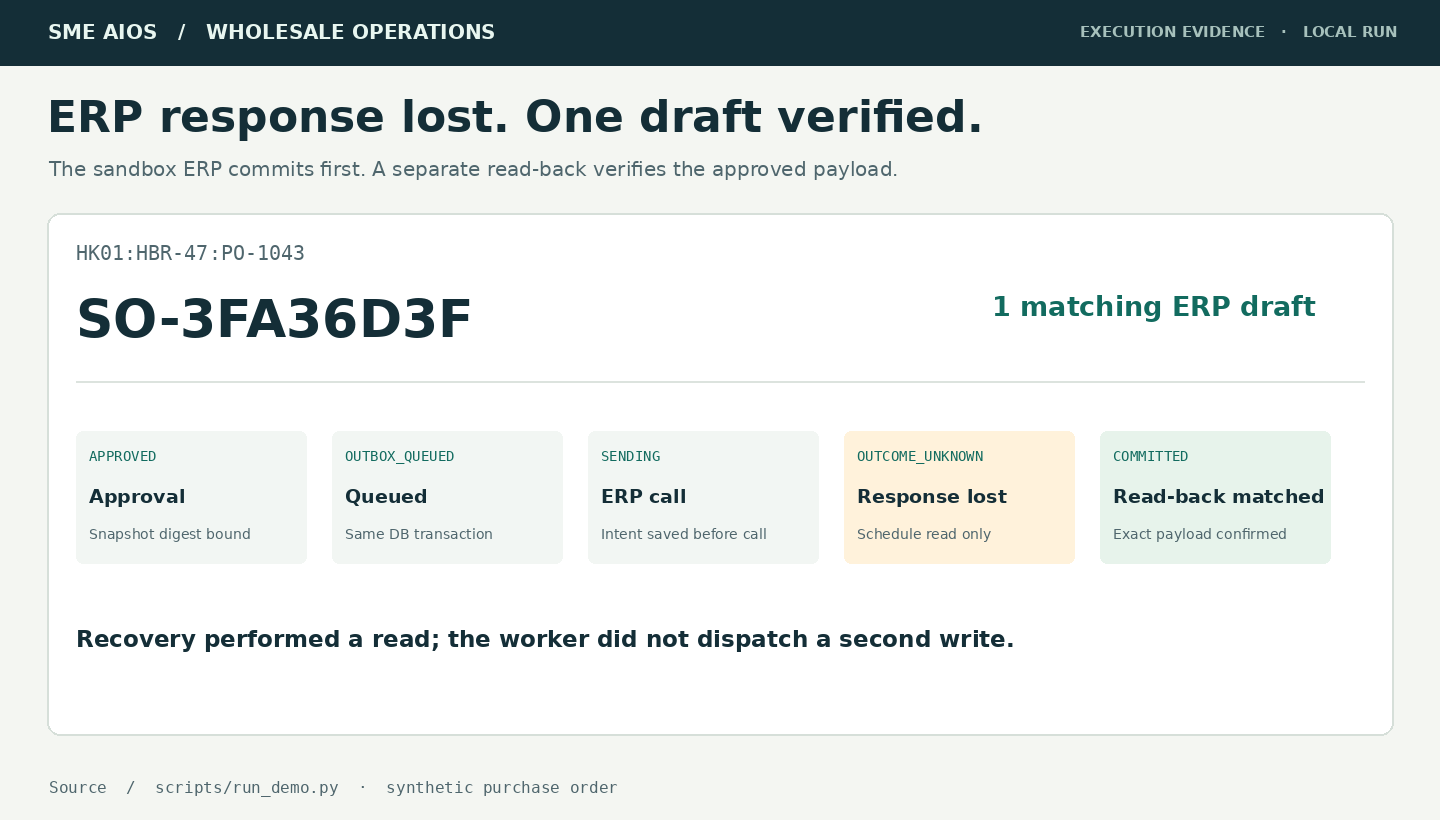 SME AIOS / WHOLESALE OPERATIONS
EXECUTION EVIDENCE · LOCAL RUN
ERP response lost. One draft verified.
The sandbox ERP commits first. A separate read-back verifies the approved payload.
HK01:HBR-47:PO-1043
SO-3FA36D3F
1 matching ERP draft
APPROVED
Approval
Snapshot digest bound
OUTBOX_QUEUED
Queued
Same DB transaction
SENDING
ERP call
Intent saved before call
OUTCOME_UNKNOWN
Response lost
Schedule read only
COMMITTED
Read-back matched
Exact payload confirmed
Recovery performed a read; the worker did not dispatch a second write.
Source / scripts/run_demo.py · synthetic purchase order